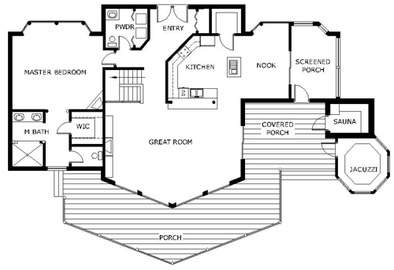 PWDR
ENTRY
MASTER BEDROOM
KITCHEN
NOOK
SCREENED
PORCH
M BATH
WIC
GREAT ROOM
COVERED
PORCH
SAUNA
JACUZZI
PORCH